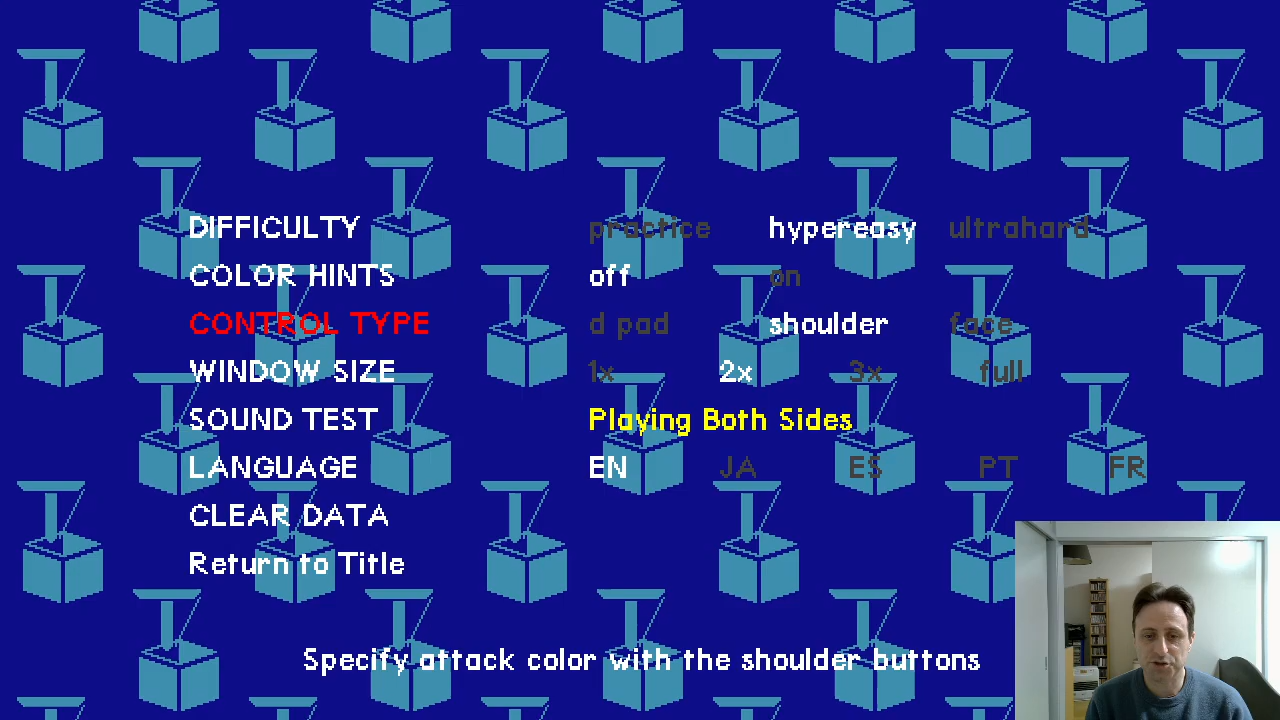 DIFFICULTY practice hypereasy ultrahard
COLOR HINTS off on
CONTROL TYPE d pad shoulder face
WINDOW SIZE 1x 2x 3x full
SOUND TEST Playing Both Sides
LANGUAGE EN JA ES PT FR
CLEAR DATA
Return to Title
Specify attack color with the shoulder buttons